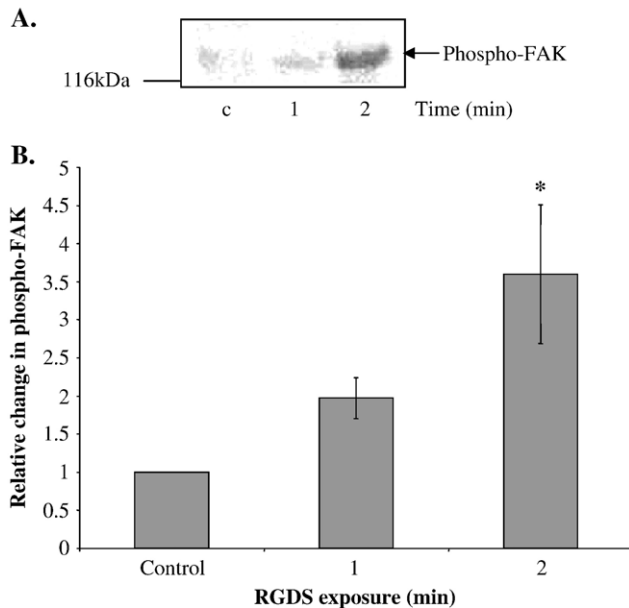 A.
Phospho-FAK
116kDa
c 1 2 Time (min)
B.
Relative change in phospho-FAK
5
4.5
4
3.5
3
2.5
2
1.5
1
0.5
0
*
Control 1 2
RGDS exposure (min)